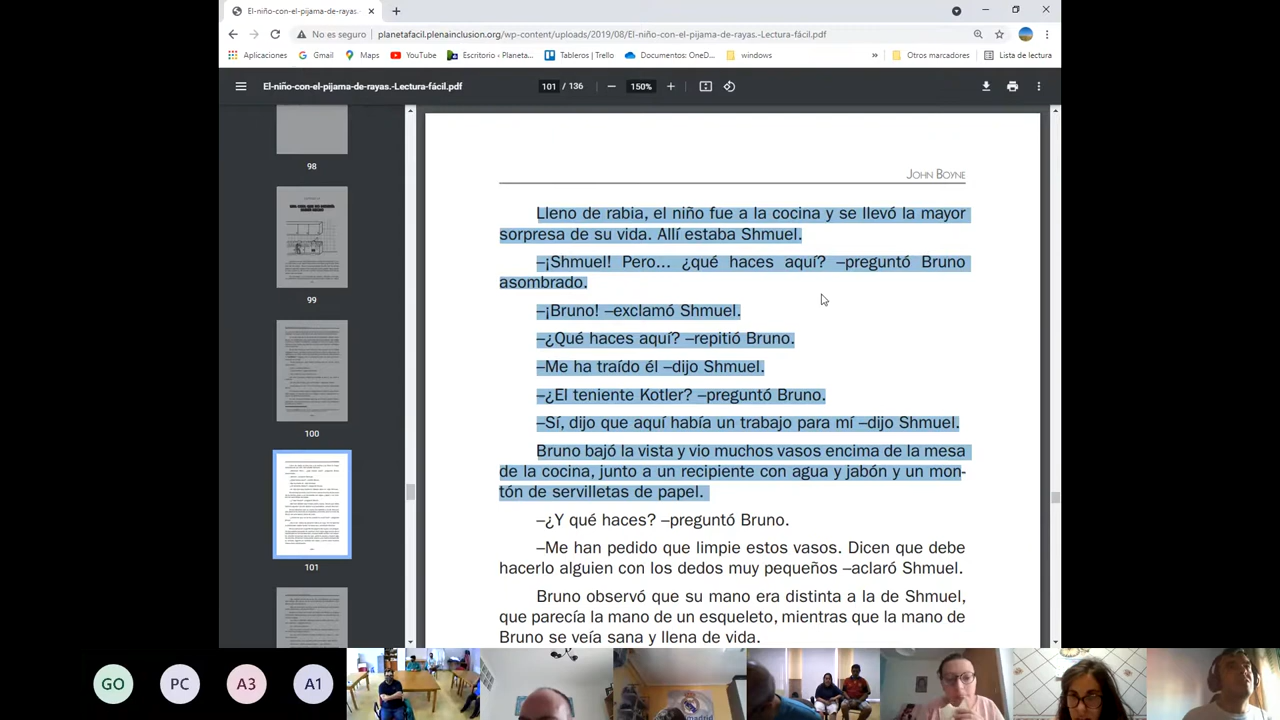 El-niño-con-el-pijama-de-rayas.-L
No es seguro planetafacil.plenainclusion.org/wp-content/uploads/2019/08/El-niño-con-el-pijama-de-rayas.-Lectura-fácil.pdf
Aplicaciones Gmail Maps YouTube Escritorio <Planeta... Tableros | Trello Documentos: OneD... windows » Otros marcadores Lista de lectura
El-niño-con-el-pijama-de-rayas.-Lectura-fácil.pdf 101 / 136 150%
98
99
100
101
JOHN BOYNE
Lleno de rabia, el niño fue a la cocina y se llevó la mayor
sorpresa de su vida. Allí estaba Shmuel.
–¡Shmuel! Pero... ¿qué haces aquí? –preguntó Bruno
asombrado.
–¡Bruno! –exclamó Shmuel.
–¿Qué haces aquí? –repitió Bruno.
–Me ha traído él –dijo Shmuel.
–¿El teniente Kotler? –preguntó Bruno.
–Sí, dijo que aquí había un trabajo para mí –dijo Shmuel.
Bruno bajó la vista y vio muchos vasos encima de la mesa
de la cocina, junto a un recipiente con agua y jabón y un mon-
tón de servilletas de papel.
–¿Qué haces? –preguntó Bruno.
–Me han pedido que limpie estos vasos. Dicen que debe
hacerlo alguien con los dedos muy pequeños –aclaró Shmuel.
Bruno observó que su mano era distinta a la de Shmuel,
que parecía la mano de un esqueleto mientras que la mano de
Bruno se veía sana y llena de vida.
GO PC A3 A1